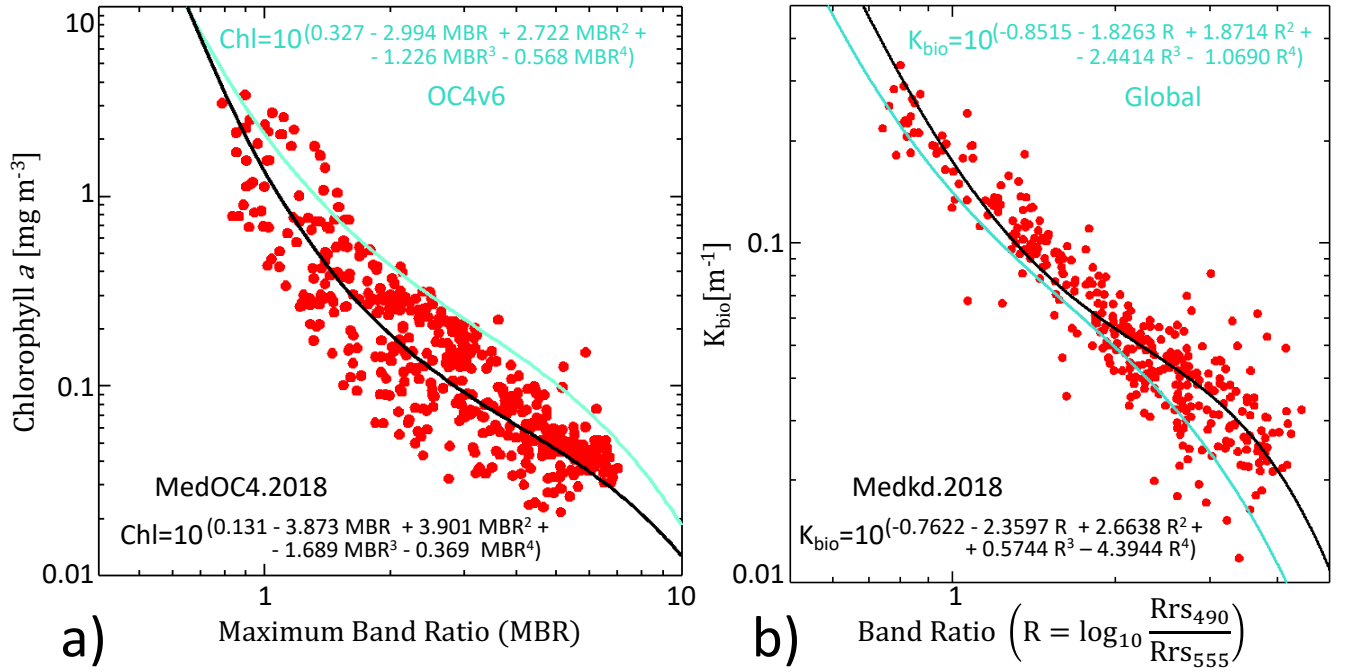 10
1
0.1
0.01
Chlorophyll a [mg m⁻³]
Chl=10^(0.327 - 2.994 MBR + 2.722 MBR² +
- 1.226 MBR³ - 0.568 MBR⁴)
OC4v6
MedOC4.2018
Chl=10^(0.131 - 3.873 MBR + 3.901 MBR² +
- 1.689 MBR³ - 0.369 MBR⁴)
1
10
a)
Maximum Band Ratio (MBR)
K_bio[m⁻¹]
0.1
0.01
K_bio=10^(-0.8515 - 1.8263 R + 1.8714 R² +
- 2.4414 R³ - 1.0690 R⁴)
Global
Medkd.2018
K_bio=10^(-0.7622 - 2.3597 R + 2.6638 R² +
+ 0.5744 R³ – 4.3944 R⁴)
1
b)
Band Ratio (R = log₁₀ Rrs₄₉₀/Rrs₅₅₅)